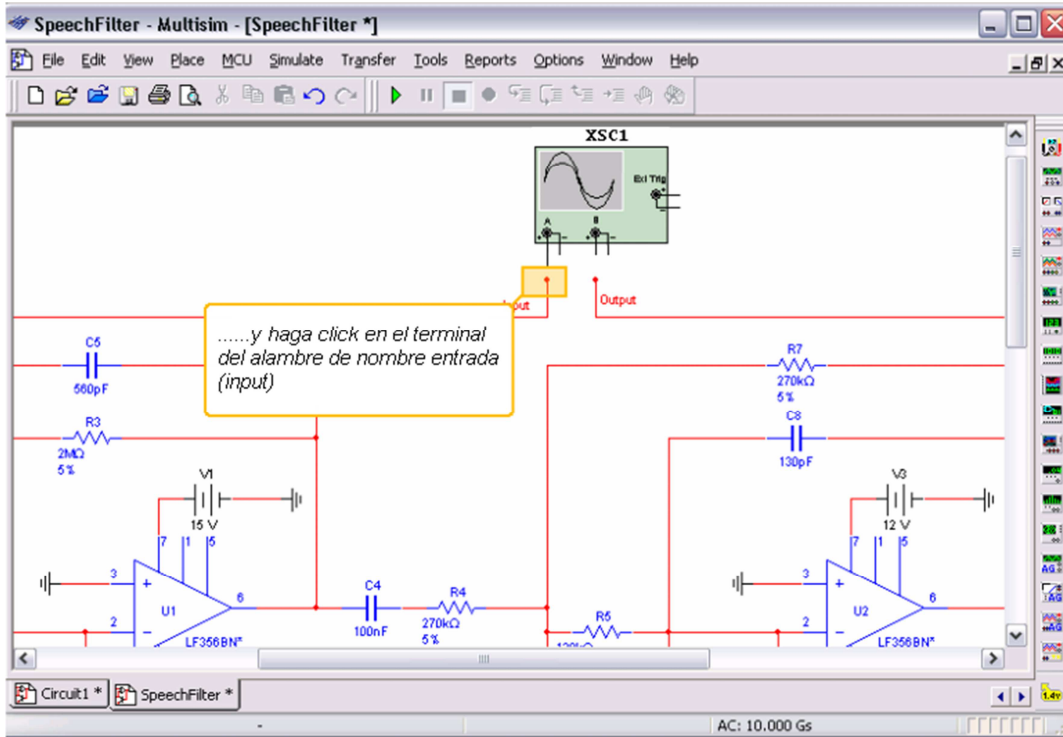 SpeechFilter - Multisim - [SpeechFilter *]
File Edit View Place MCU Simulate Transfer Tools Reports Options Window Help
XSC1
Ext Trig
+
-
A B
+ - + -
Output
......y haga click en el terminal
del alambre de nombre entrada
(input)
C5
560pF
R3
2MΩ
5%
R7
270kΩ
5%
C8
130pF
V1
15 V
7 1 5
3
+
U1
6
2
-
LF356BN*
C4
100nF
R4
270kΩ
5%
R5
V3
12 V
7 1 5
3
+
U2
6
2
-
LF356BN*
Circuit1 * SpeechFilter *
1.4v
- AC: 10.000 Gs